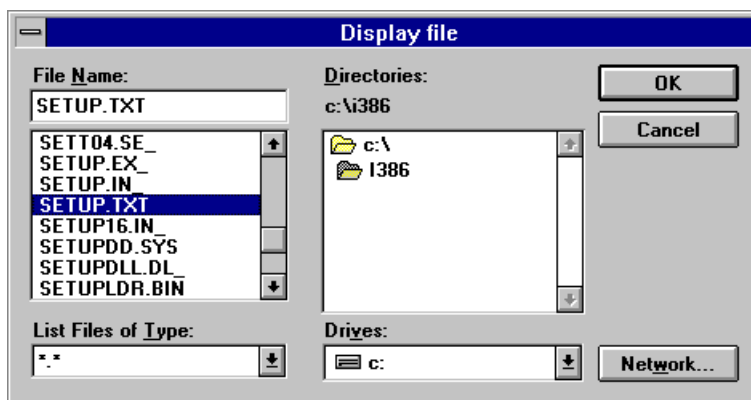 Display file
File Name:
SETUP.TXT
SETT04.SE_
SETUP.EX_
SETUP.IN_
SETUP.TXT
SETUP16.IN_
SETUPDD.SYS
SETUPDLL.DL_
SETUPLDR.BIN
List Files of Type:
*.*
Directories:
c:\i386
c:\
I386
Drives:
c:
OK
Cancel
Network...